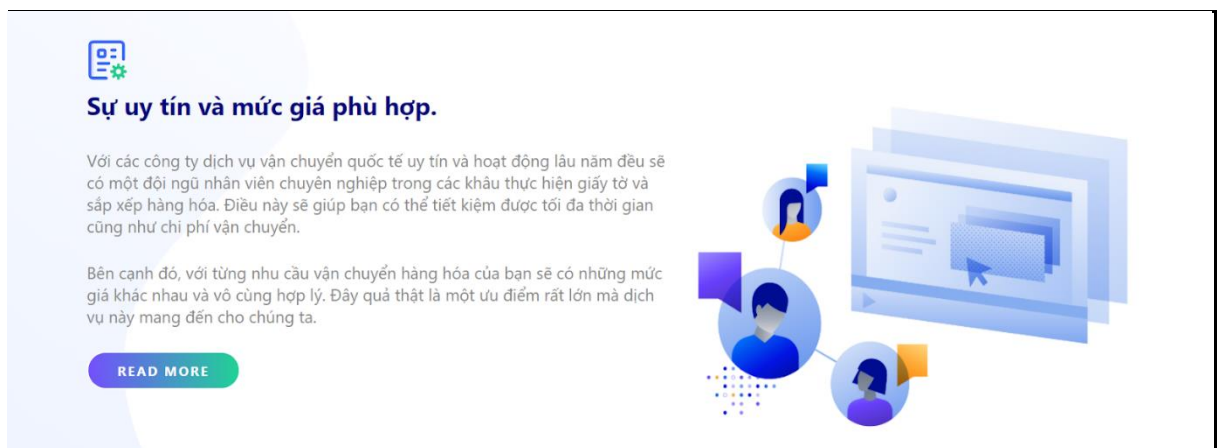 Sự uy tín và mức giá phù hợp.
Với các công ty dịch vụ vận chuyển quốc tế uy tín và hoạt động lâu năm đều sẽ
có một đội ngũ nhân viên chuyên nghiệp trong các khâu thực hiện giấy tờ và
sắp xếp hàng hóa. Điều này sẽ giúp bạn có thể tiết kiệm được tối đa thời gian
cũng như chi phí vận chuyển.
Bên cạnh đó, với từng nhu cầu vận chuyển hàng hóa của bạn sẽ có những mức
giá khác nhau và vô cùng hợp lý. Đây quả thật là một ưu điểm rất lớn mà dịch
vụ này mang đến cho chúng ta.
READ MORE